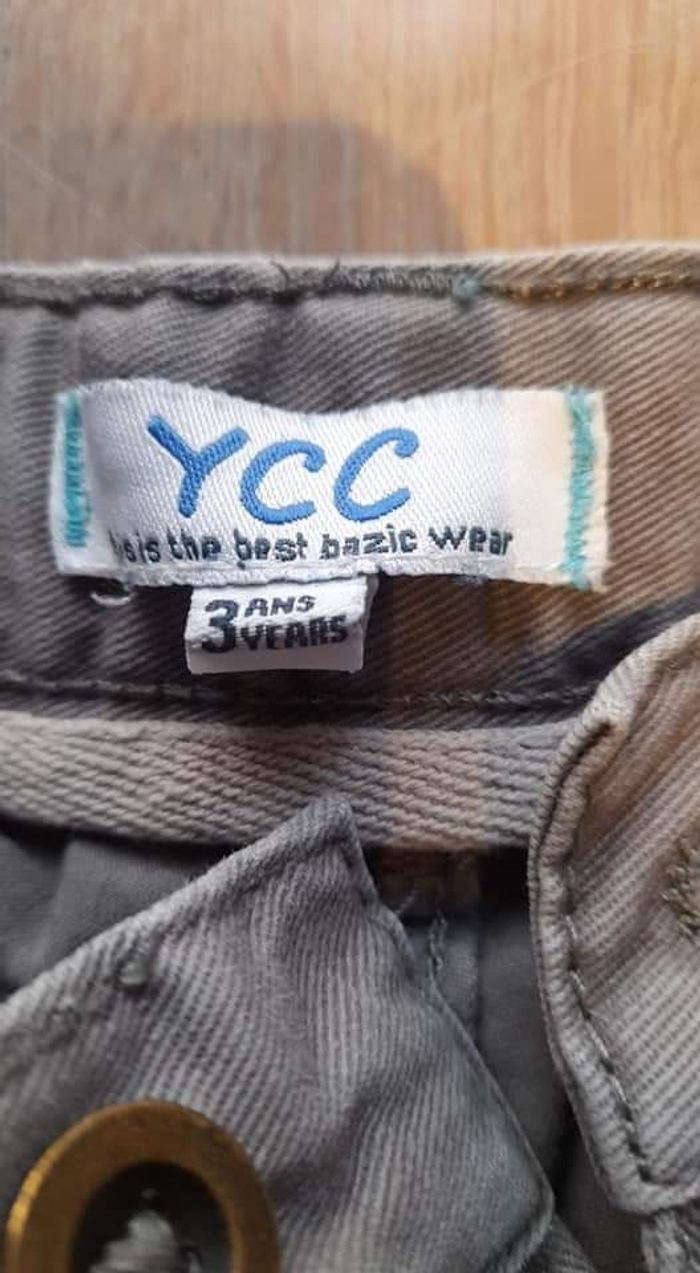 YCC
is the best bazic wear
3 ANS
YEARS